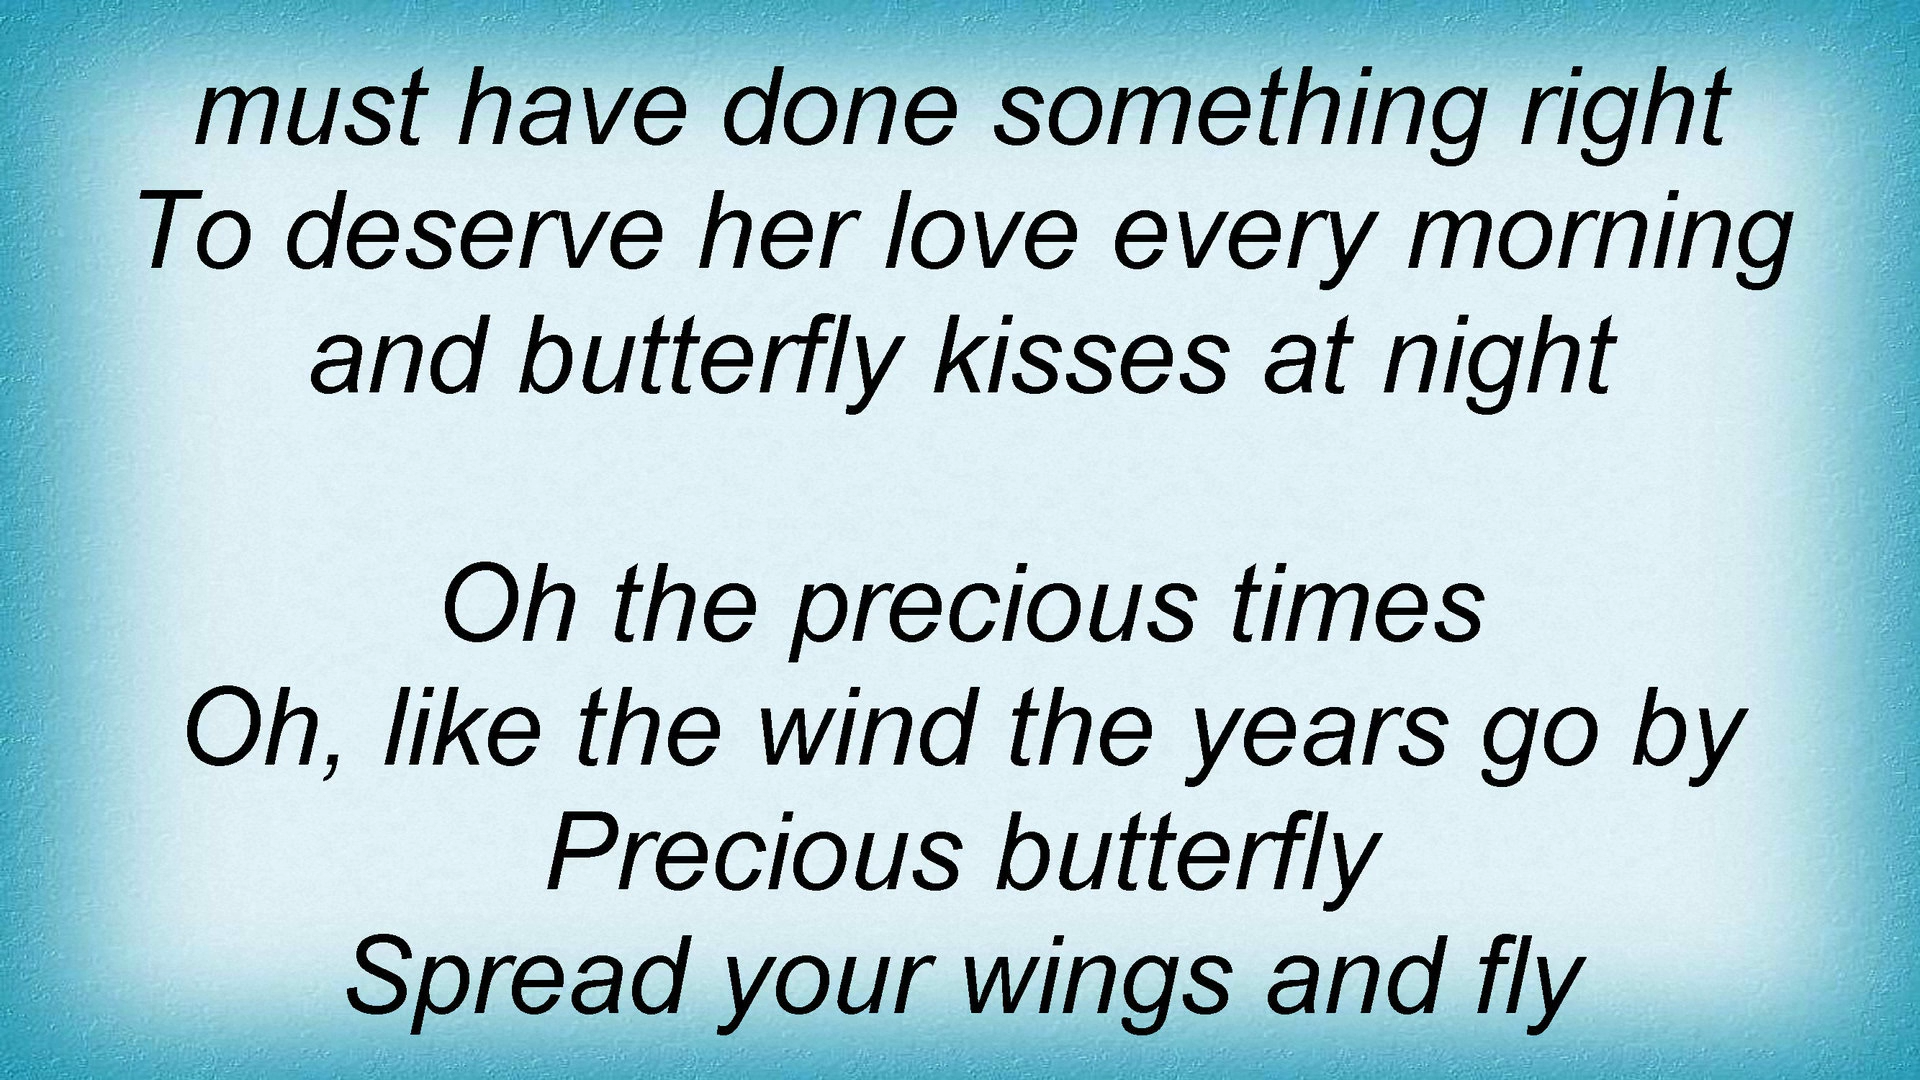 must have done something right
To deserve her love every morning
and butterfly kisses at night
Oh the precious times
Oh, like the wind the years go by
Precious butterfly
Spread your wings and fly